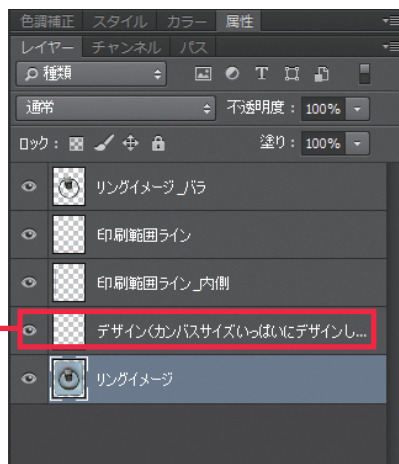 色調補正 スタイル カラー 属性
レイヤー チャンネル パス
種類 T
通常 不透明度： 100%
ロック： 塗り： 100%
リングイメージ_バラ
印刷範囲ライン
印刷範囲ライン_内側
デザイン(カンバスサイズいっぱいにデザインし...
リングイメージ